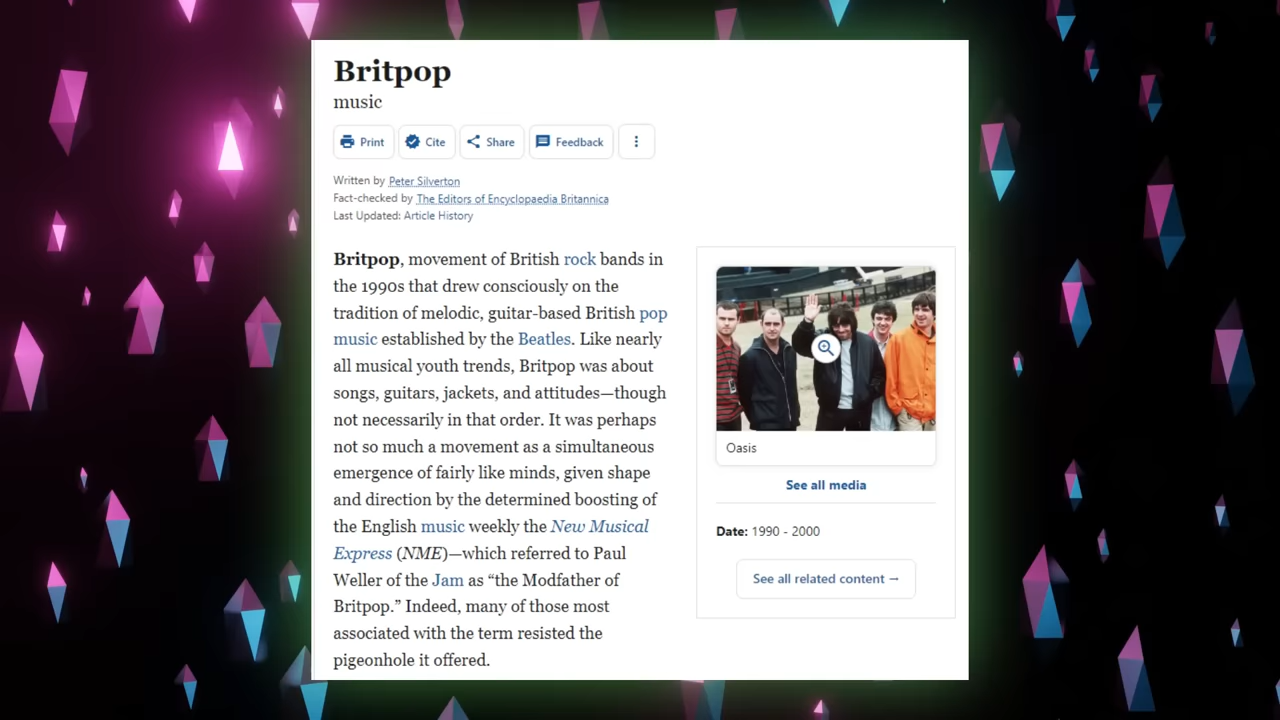 Britpop
music
Print
Cite
Share
Feedback
Written by Peter Silverton
Fact-checked by The Editors of Encyclopaedia Britannica
Last Updated: Article History
Britpop, movement of British rock bands in
the 1990s that drew consciously on the
tradition of melodic, guitar-based British pop
music established by the Beatles. Like nearly
all musical youth trends, Britpop was about
songs, guitars, jackets, and attitudes—though
not necessarily in that order. It was perhaps
not so much a movement as a simultaneous
emergence of fairly like minds, given shape
and direction by the determined boosting of
the English music weekly the New Musical
Express (NME)—which referred to Paul
Weller of the Jam as “the Modfather of
Britpop.” Indeed, many of those most
associated with the term resisted the
pigeonhole it offered.
Oasis
See all media
Date: 1990 - 2000
See all related content →